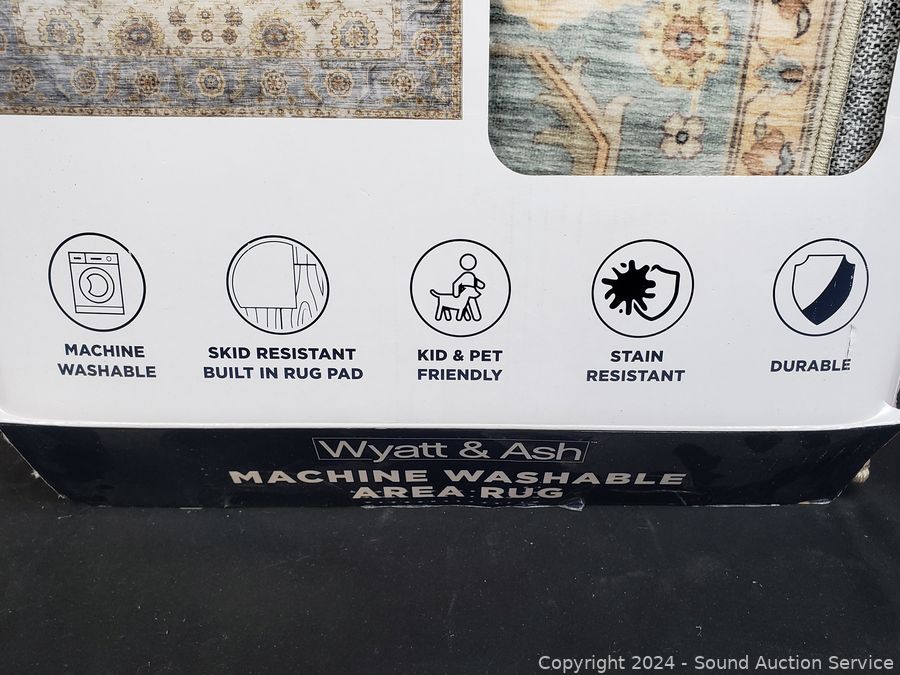 MACHINE
WASHABLE
SKID RESISTANT
BUILT IN RUG PAD
KID & PET
FRIENDLY
STAIN
RESISTANT
DURABLE
Wyatt & Ash
MACHINE WASHABLE
AREA RUG
Copyright 2024 - Sound Auction Service